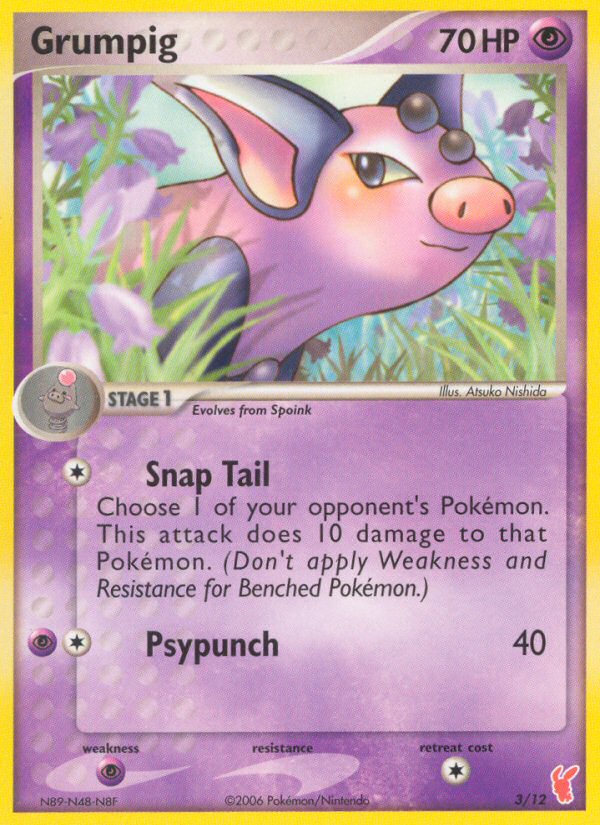 Grumpig 70 HP
Illus. Atsuko Nishida
STAGE 1
Evolves from Spoink
Snap Tail
Choose 1 of your opponent's Pokémon.
This attack does 10 damage to that
Pokémon. (Don't apply Weakness and
Resistance for Benched Pokémon.)
Psypunch 40
weakness resistance retreat cost
N89-N48-N8F ©2006 Pokémon/Nintendo 3/12